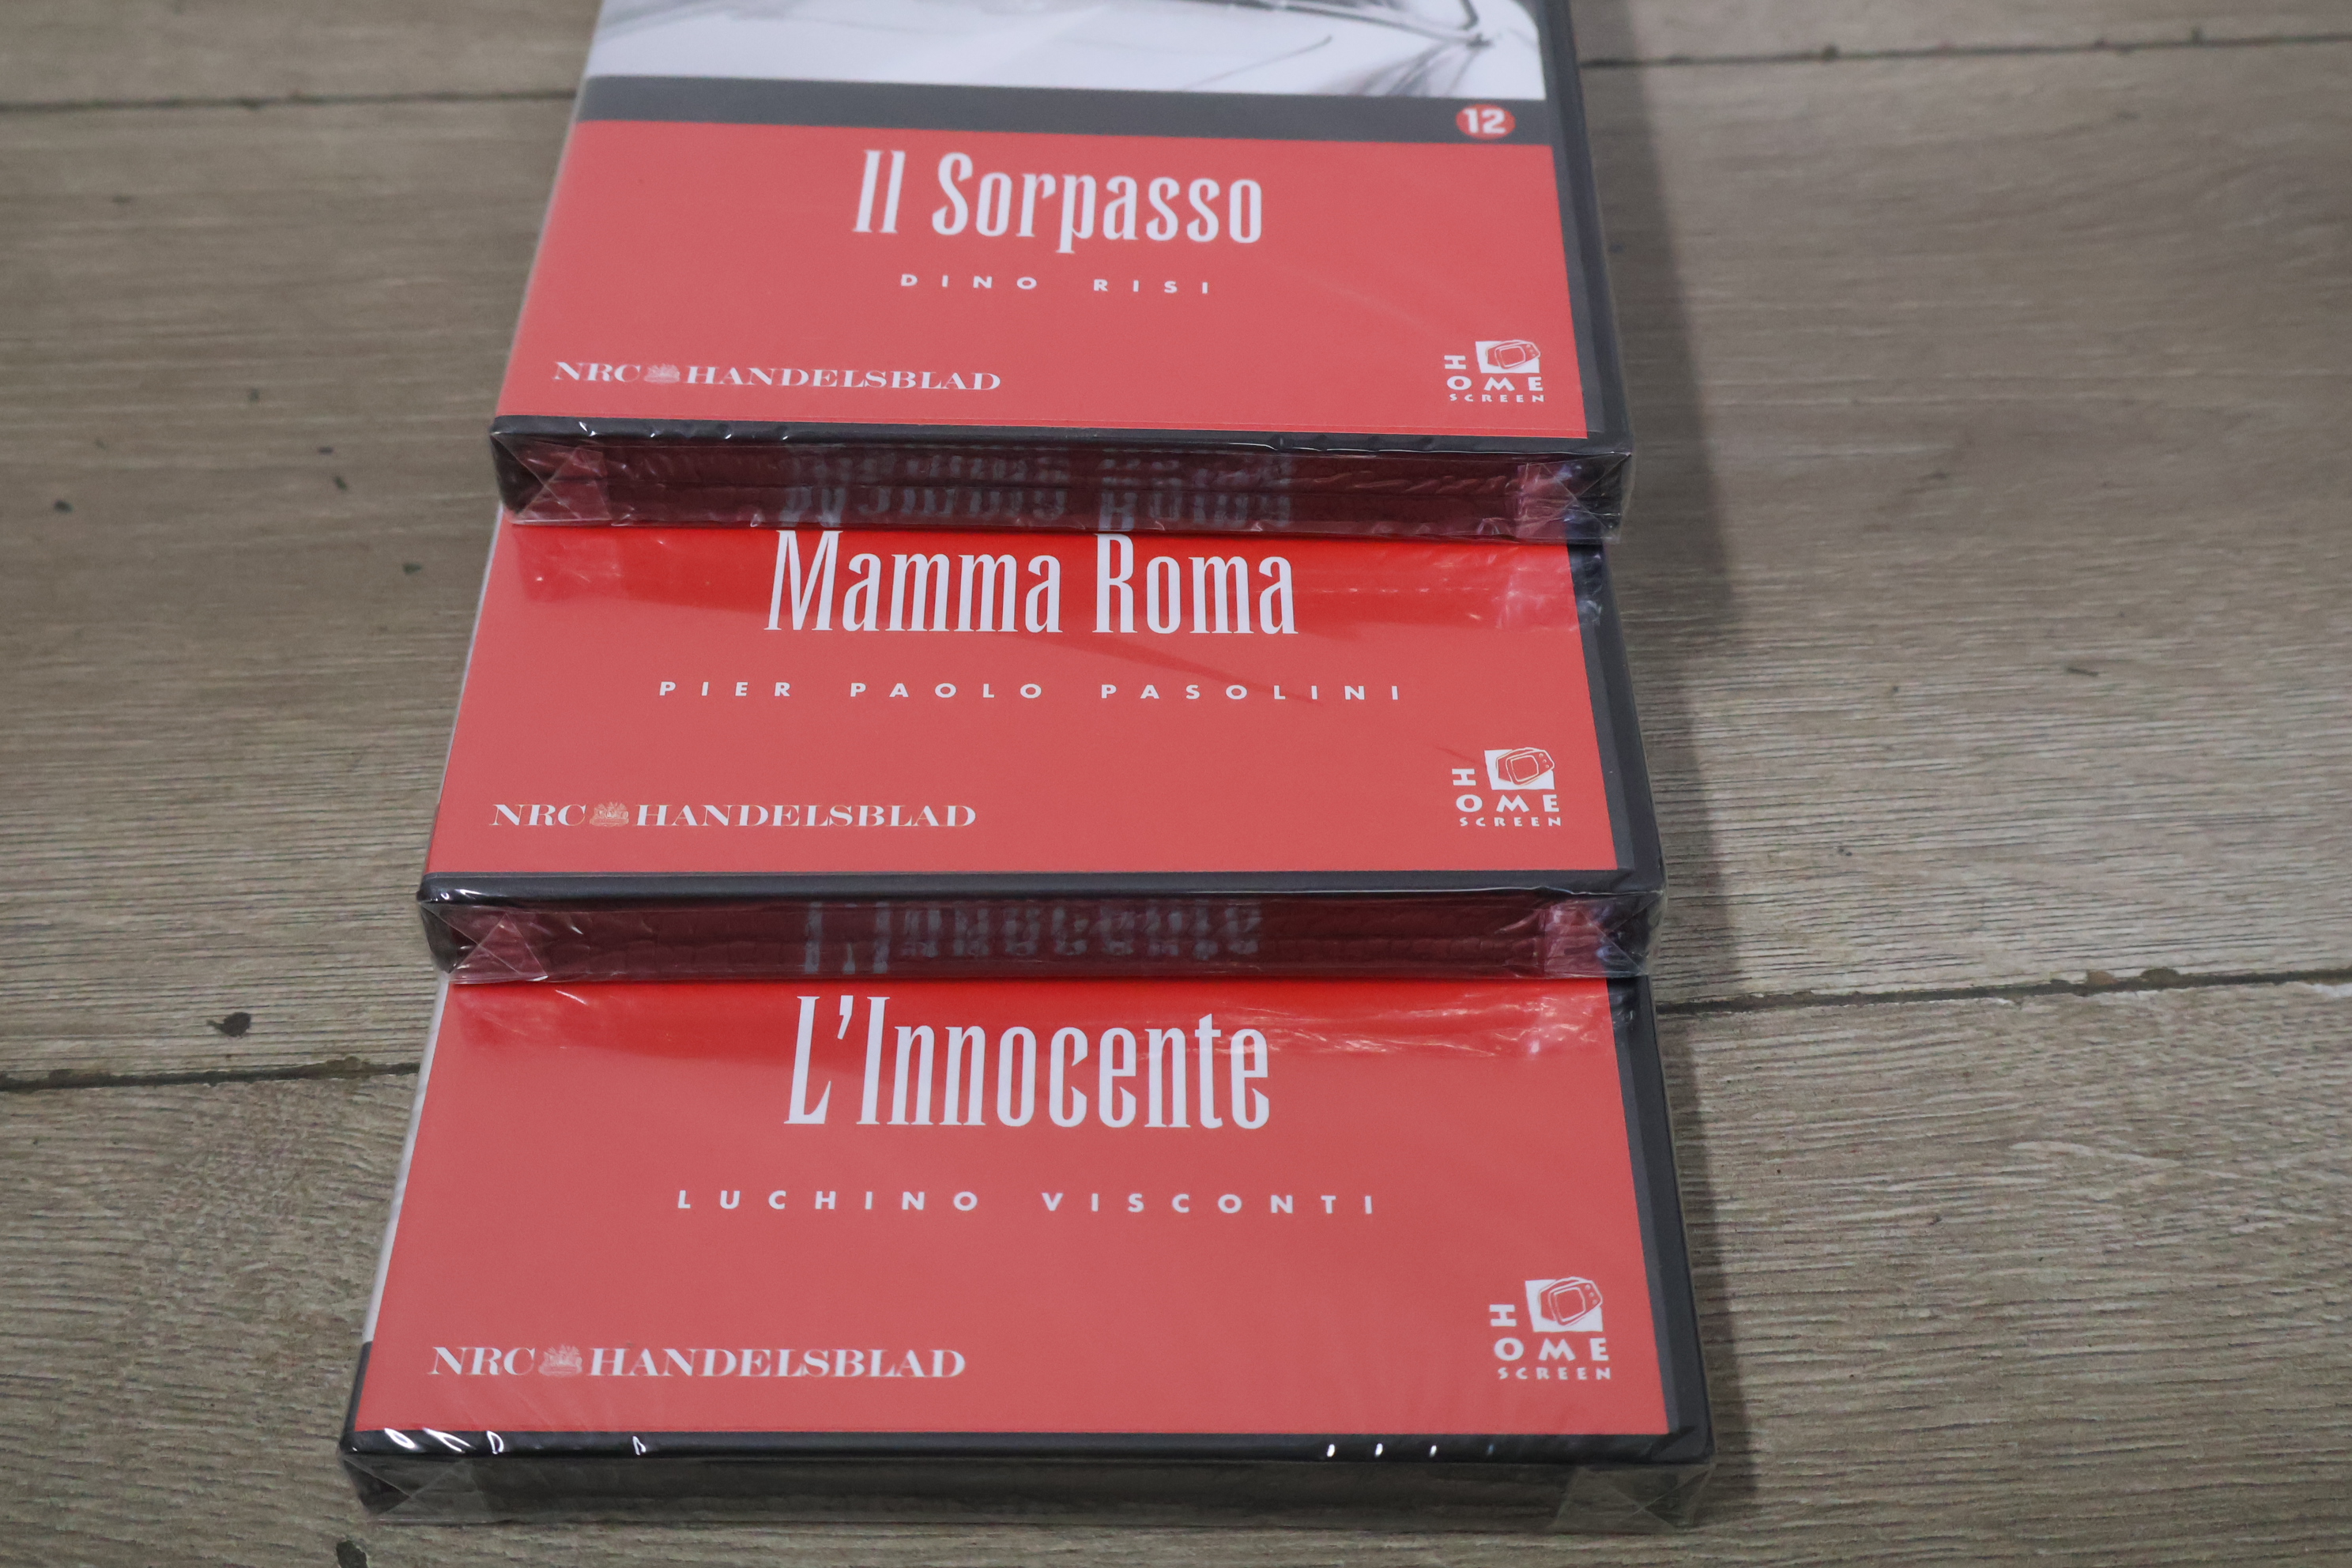 12
Il Sorpasso
DINO RISI
NRC HANDELSBLAD
HOME
SCREEN
Mamma Roma
PIER PAOLO PASOLINI
NRC HANDELSBLAD
HOME
SCREEN
L'Innocente
LUCHINO VISCONTI
NRC HANDELSBLAD
HOME
SCREEN